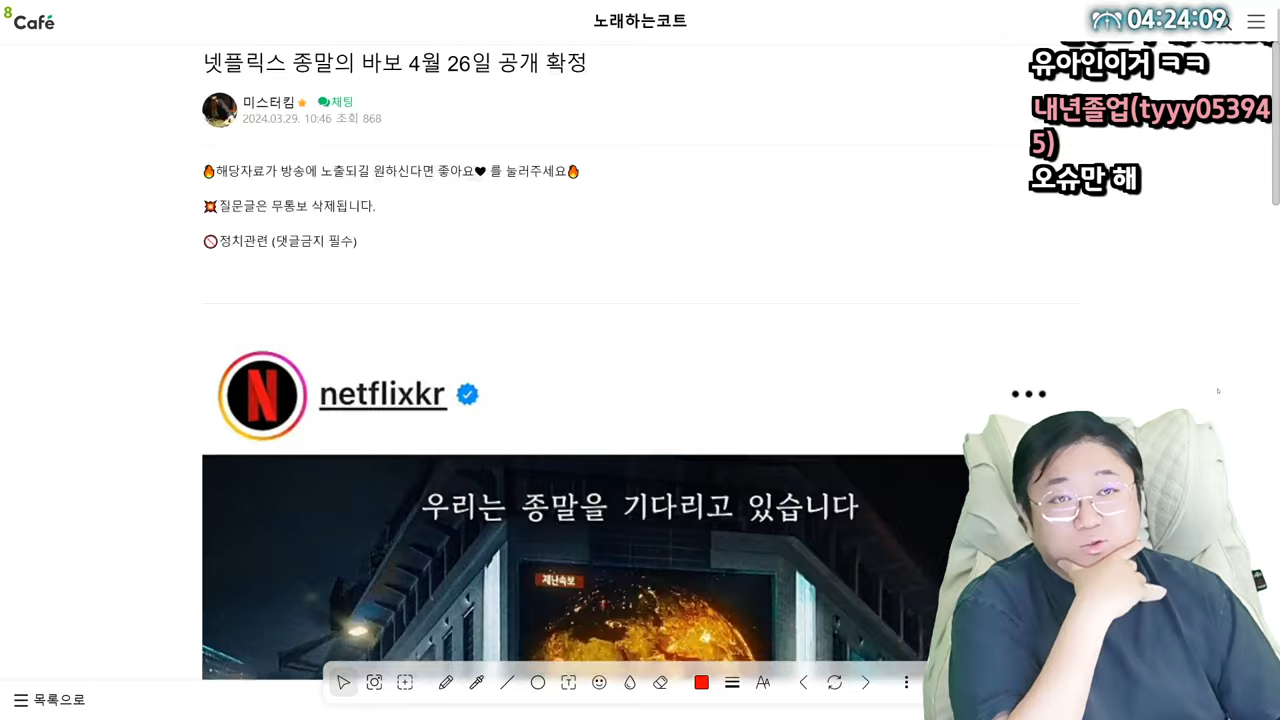 8
Café
노래하는코트
04:24:09
넷플릭스 종말의 바보 4월 26일 공개 확정
미스터킴 채팅
2024.03.29. 10:46 조회 868
유아인이거 ㅋㅋ
내년졸업(tyyy053945)
오슈만 해
🔥해당자료가 방송에 노출되길 원하신다면 좋아요🖤 를 눌러주세요🔥
💥질문글은 무통보 삭제됩니다.
🚫정치관련 (댓글금지 필수)
N
netflixkr
우리는 종말을 기다리고 있습니다
재난속보
T
AA
목록으로